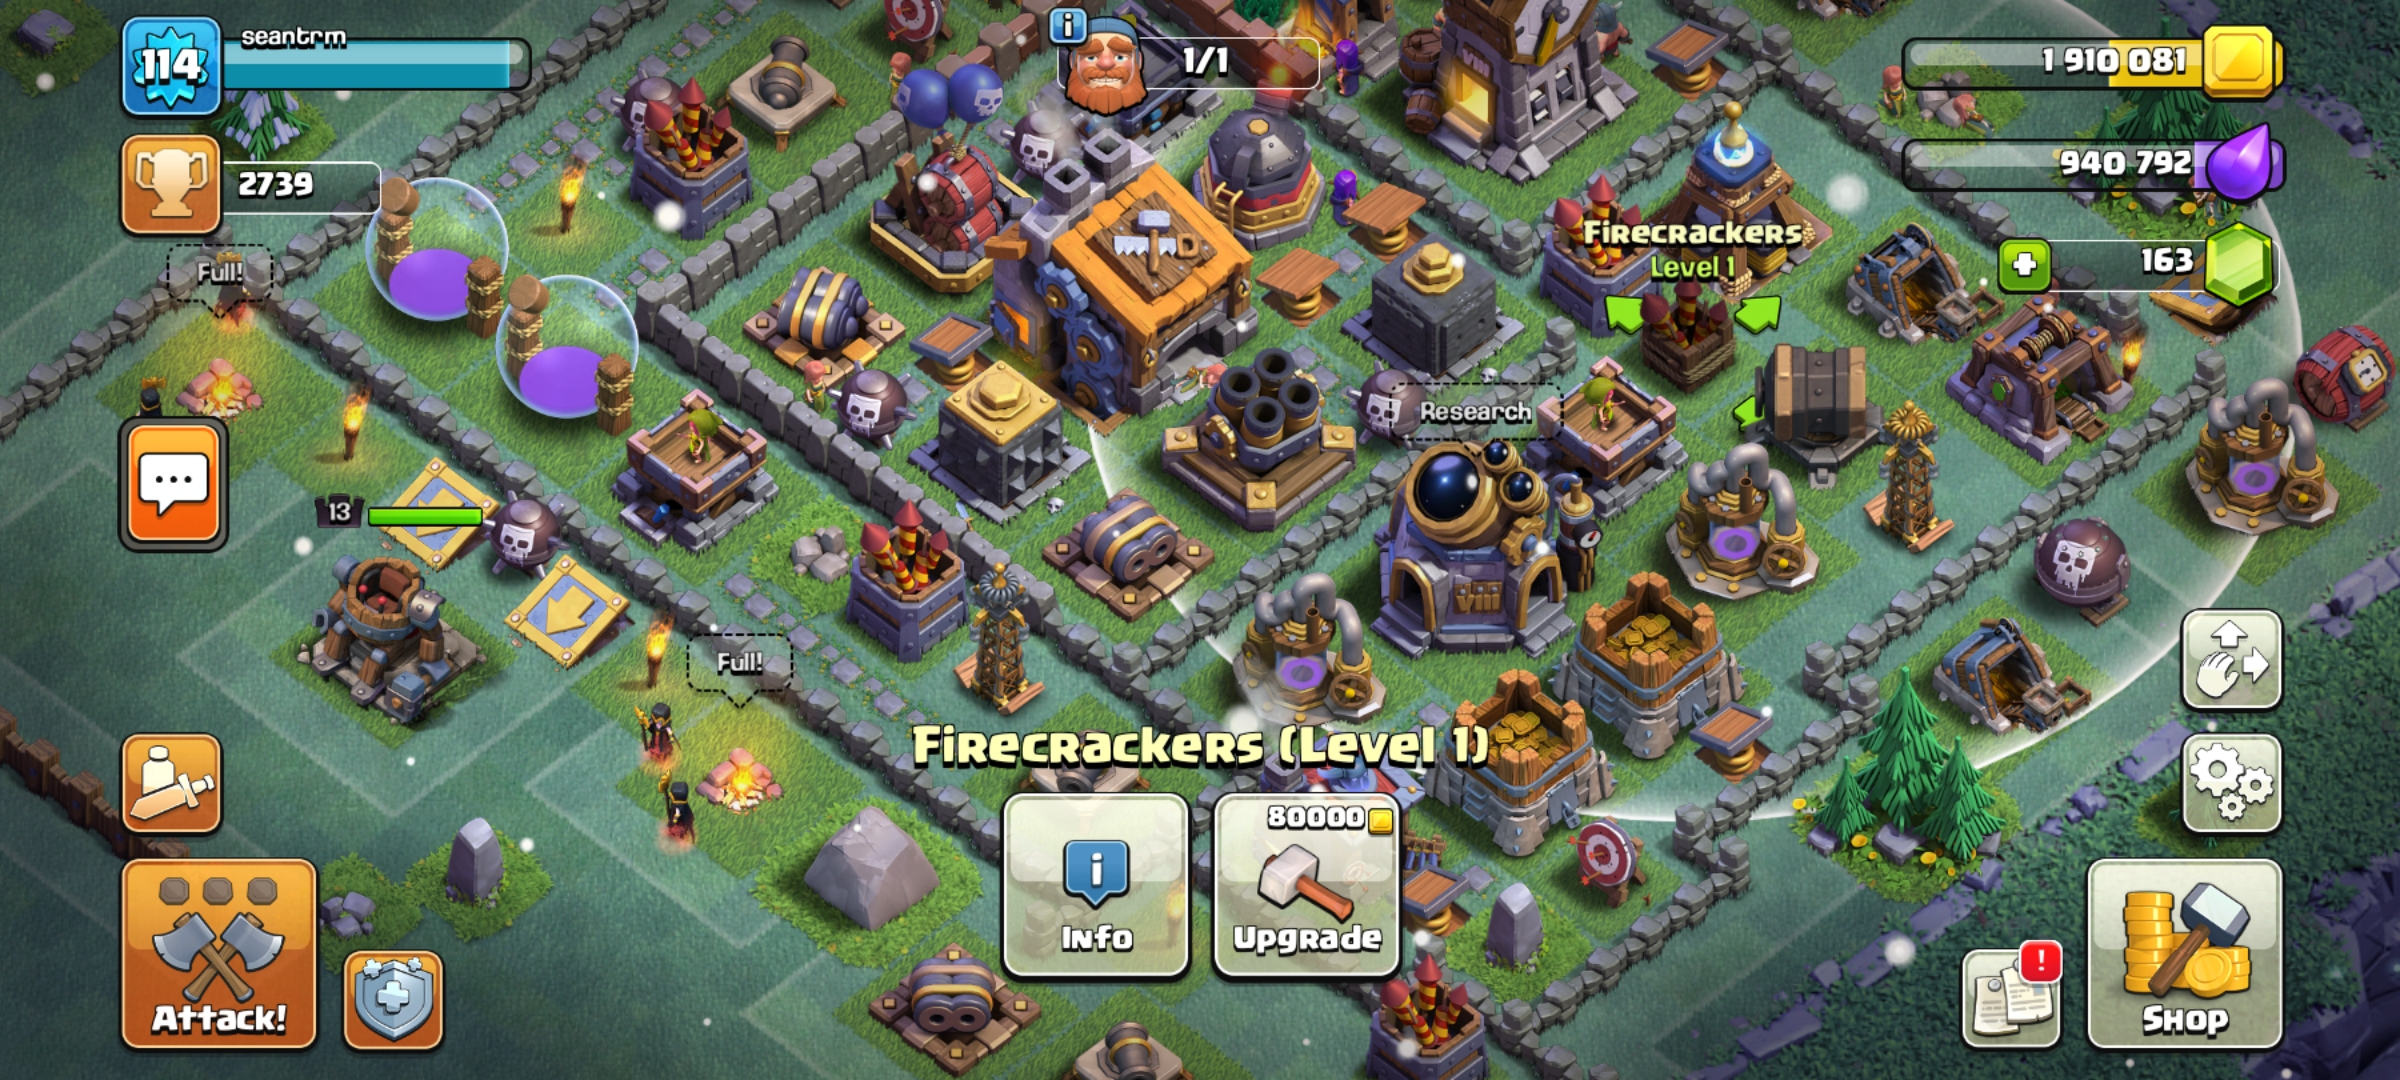 114
seantrm
1/1
1 910 081
2739
940 792
163
Full!
Firecrackers
Level 1
Research
13
VIII
Full!
Firecrackers (Level 1)
80000
Info
Upgrade
Attack!
!
Shop